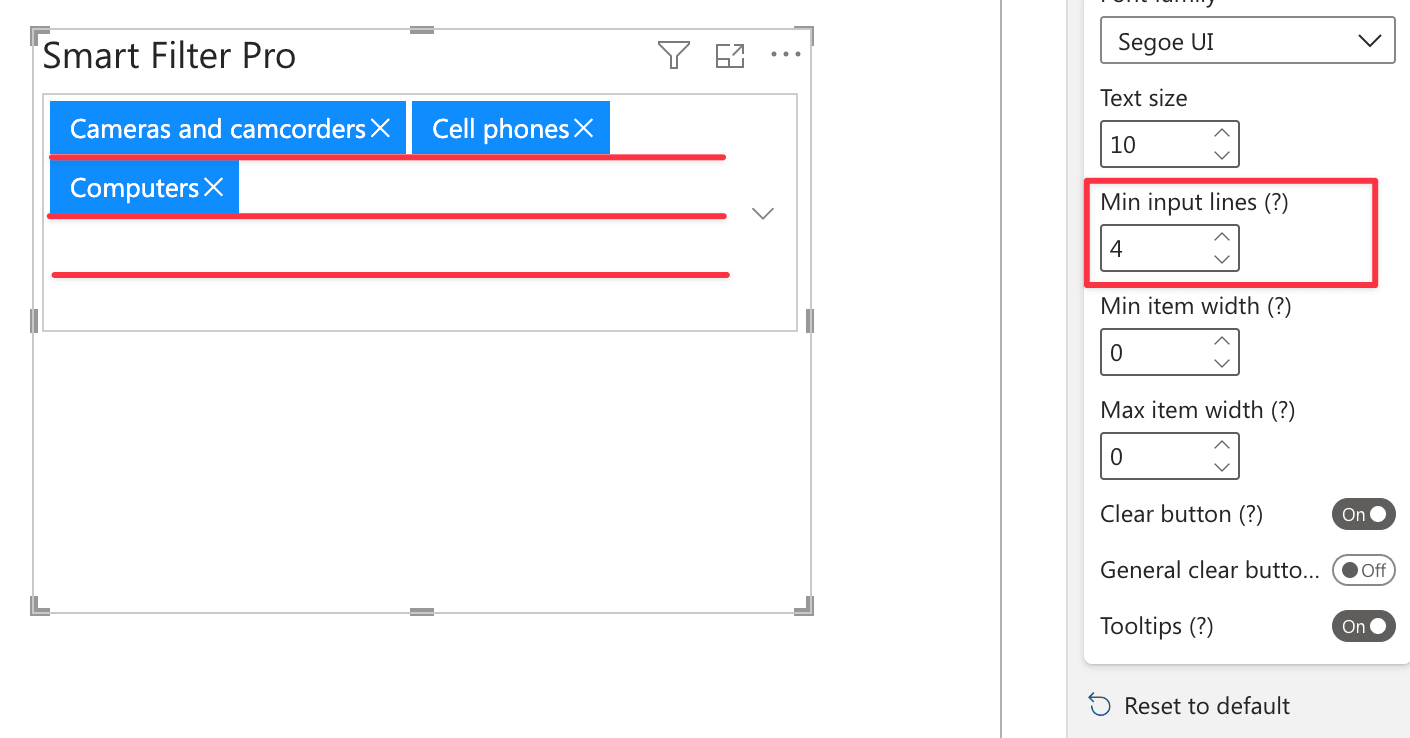 Smart Filter Pro
Cameras and camcorders
Cell phones
Computers
Segoe UI
Text size
10
Min input lines (?)
4
Min item width (?)
0
Max item width (?)
0
Clear button (?)
On
General clear butto...
Off
Tooltips (?)
On
Reset to default